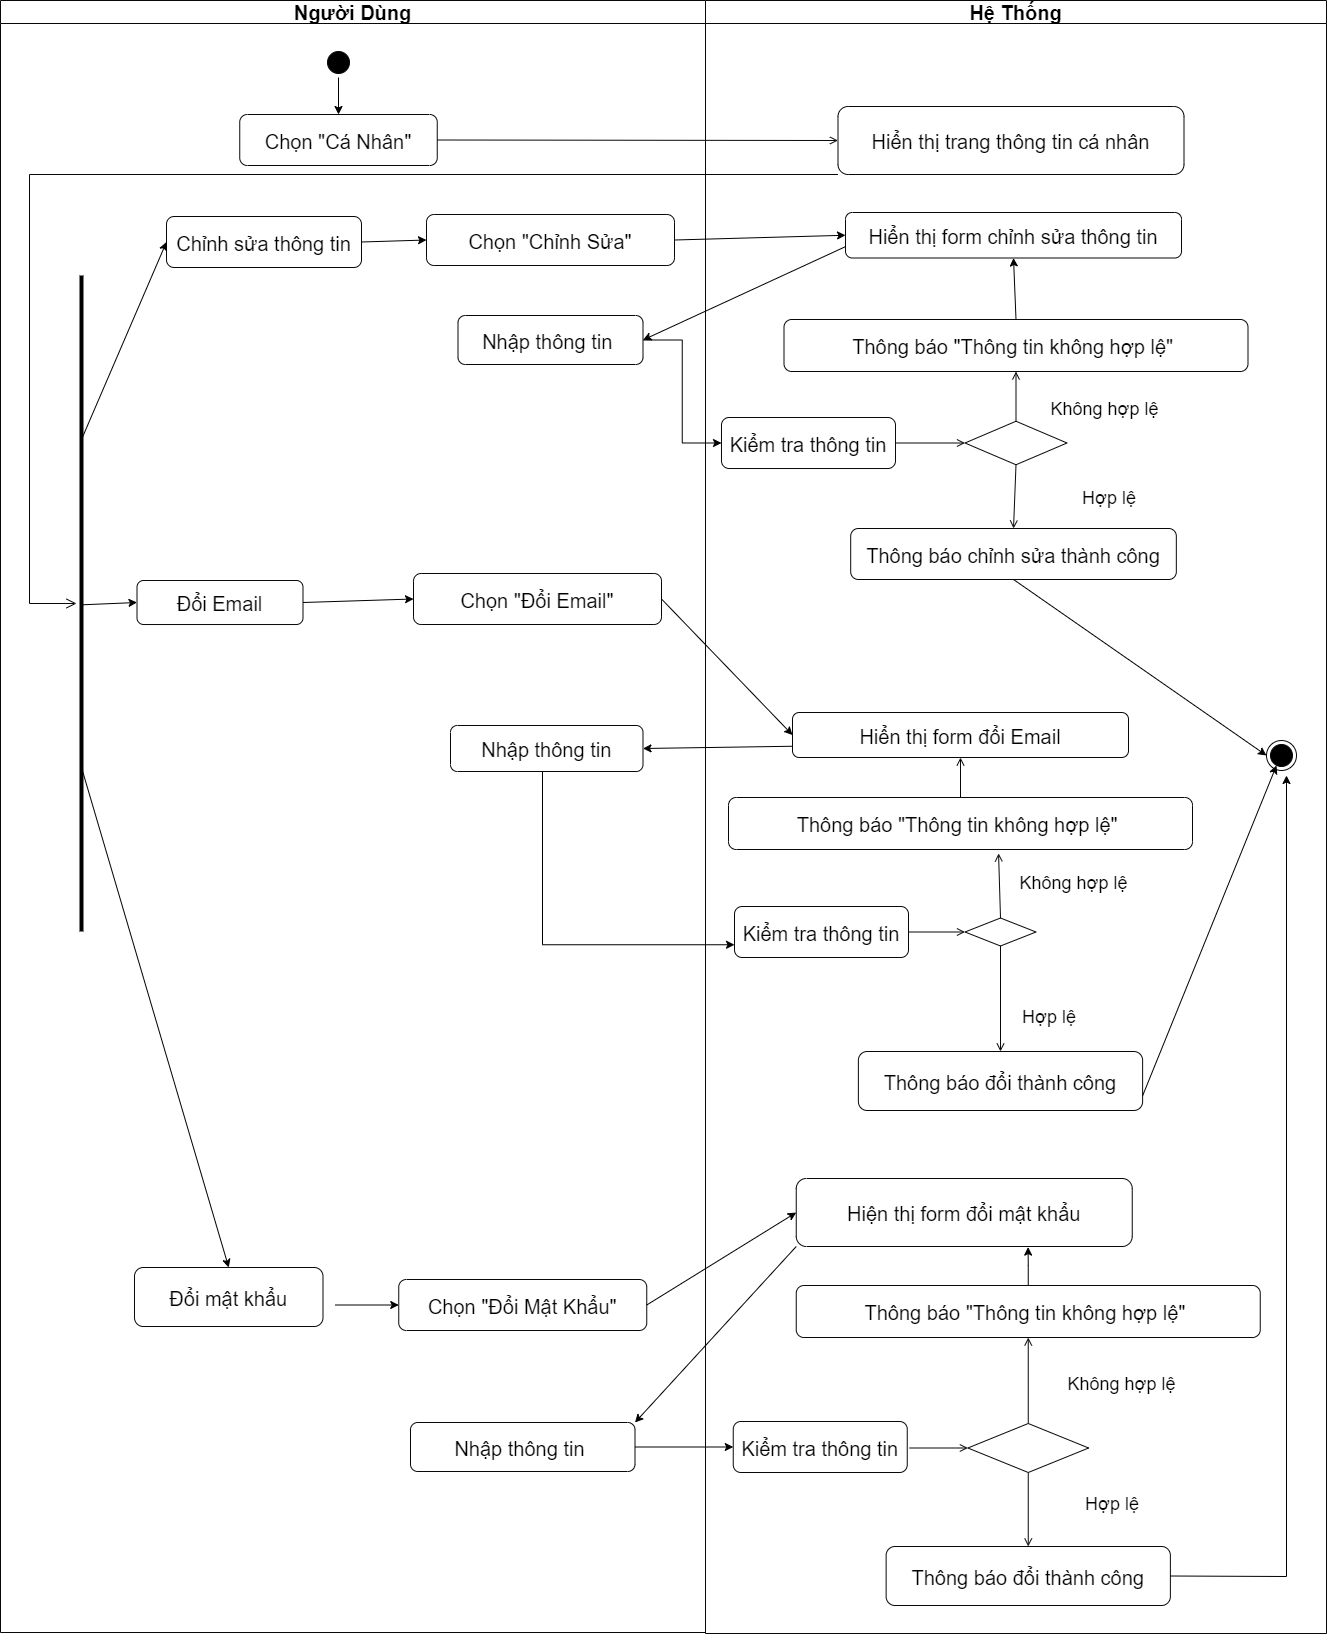 Người Dùng
Hệ Thống
Chọn "Cá Nhân"
Hiển thị trang thông tin cá nhân
Chỉnh sửa thông tin
Chọn "Chỉnh Sửa"
Hiển thị form chỉnh sửa thông tin
Nhập thông tin
Thông báo "Thông tin không hợp lệ"
Không hợp lệ
Kiểm tra thông tin
Hợp lệ
Thông báo chỉnh sửa thành công
Đổi Email
Chọn "Đổi Email"
Hiển thị form đổi Email
Nhập thông tin
Thông báo "Thông tin không hợp lệ"
Không hợp lệ
Kiểm tra thông tin
Hợp lệ
Thông báo đổi thành công
Hiện thị form đổi mật khẩu
Đổi mật khẩu
Chọn "Đổi Mật Khẩu"
Thông báo "Thông tin không hợp lệ"
Không hợp lệ
Nhập thông tin
Kiểm tra thông tin
Hợp lệ
Thông báo đổi thành công